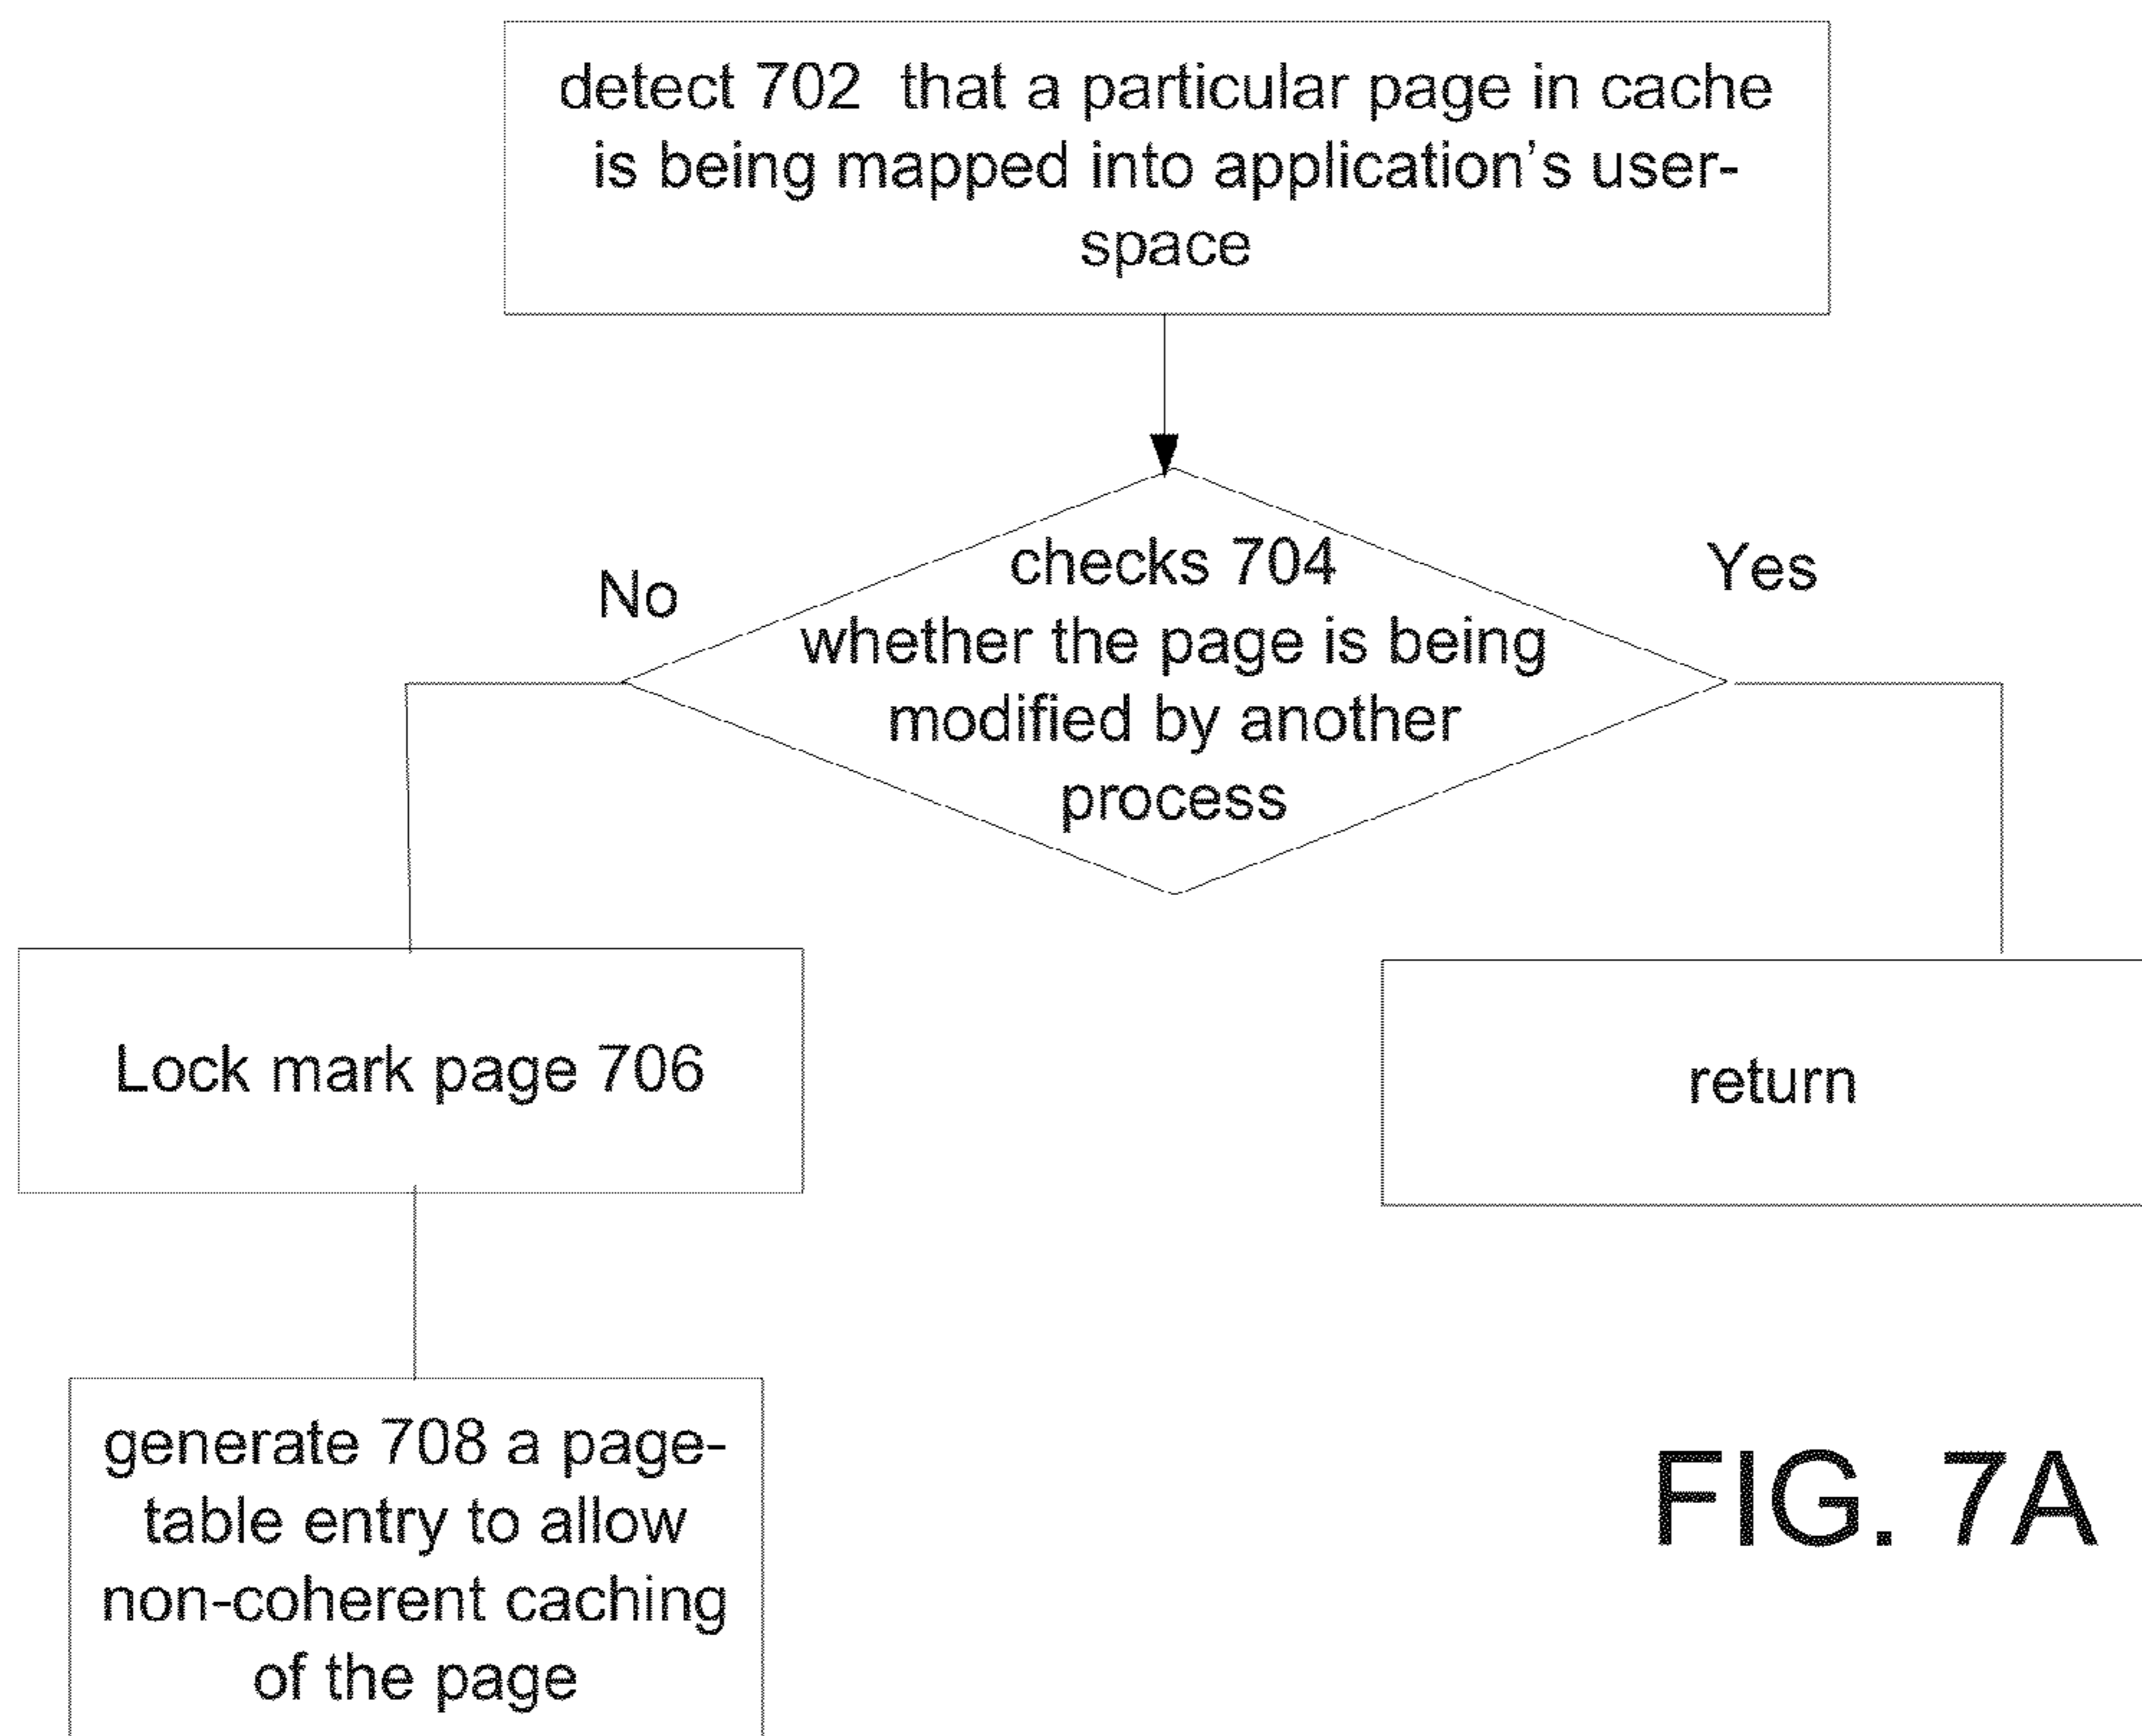 detect 702 that a particular page in cache
is being mapped into application's user-
space
No
checks 704
whether the page is being
modified by another
process
Yes
Lock mark page 706
return
generate 708 a page-
table entry to allow
non-coherent caching
of the page
FIG. 7A